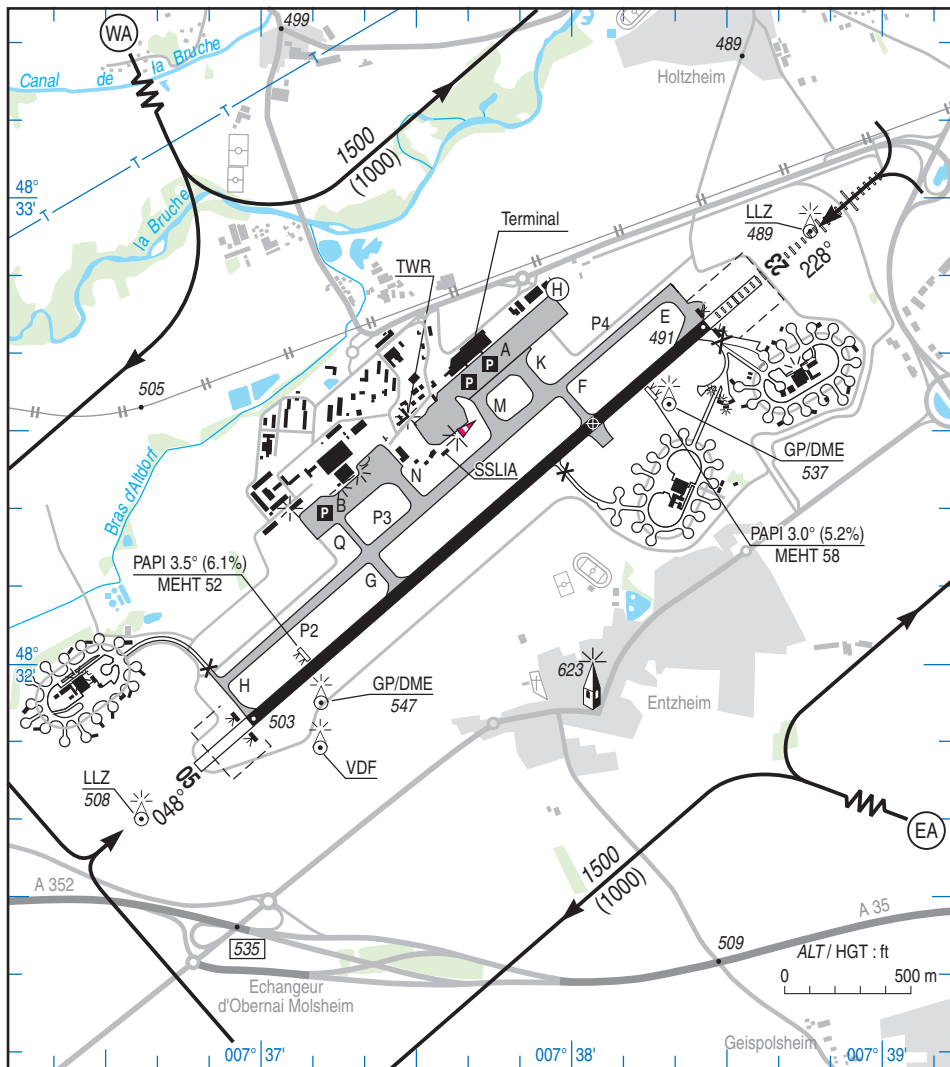 WA
499
489
Holtzheim
Canal de la Bruche
T
T
1500
(1000)
48°
33'
T
la Bruche
LLZ
489
Terminal
TWR
23
228°
H
P4
E
491
A
P
P
K
F
M
505
GP/DME
537
N
SSLIA
Bras d'Altdorf
B
P
P3
Q
PAPI 3.5° (6.1%)
MEHT 52
PAPI 3.0° (5.2%)
MEHT 58
G
P2
48°
32'
H
623
GP/DME
547
Entzheim
503
VDF
LLZ
508
05
048°
EA
1500
(1000)
A 352
A 35
535
509
ALT / HGT : ft
0 500 m
Echangeur
d'Obernai Molsheim
Geispolsheim
007° 37'
007° 38'
007° 39'